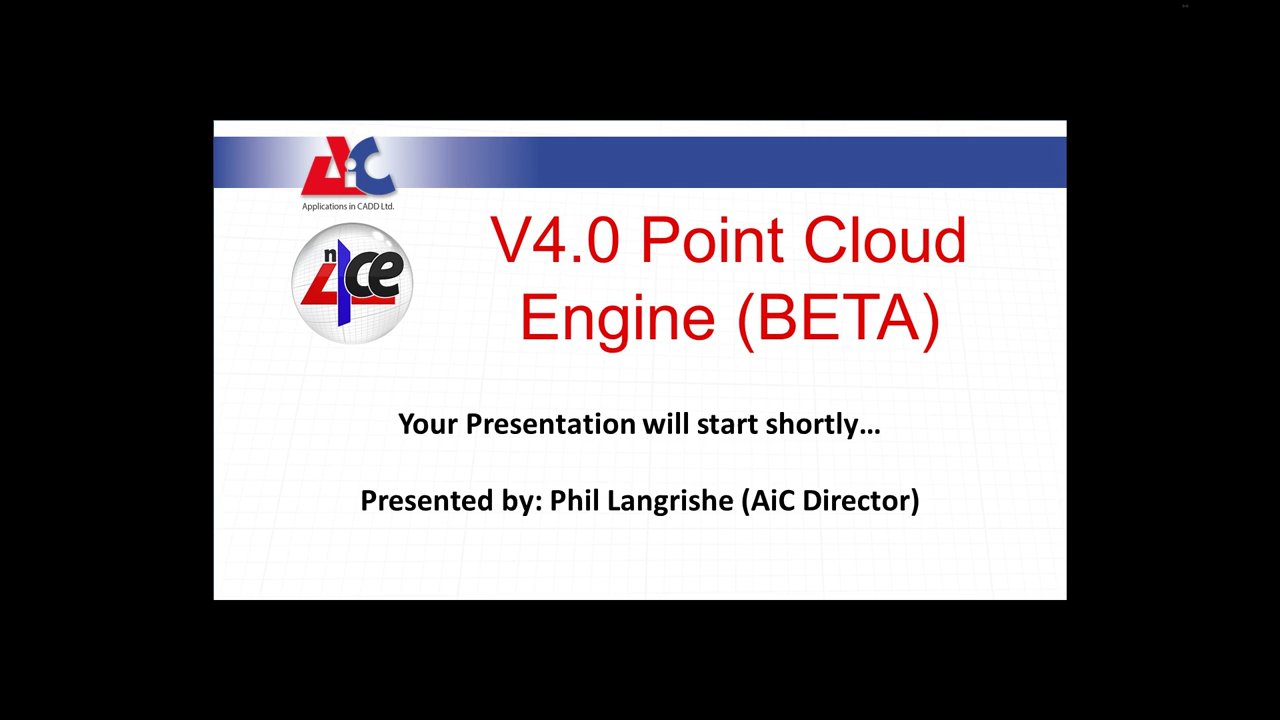 AiC
Applications in CADD Ltd.
n4ce
V4.0 Point Cloud
Engine (BETA)
Your Presentation will start shortly…
Presented by: Phil Langrishe (AiC Director)